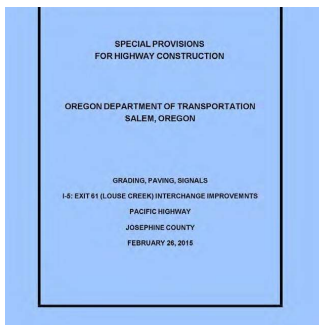 SPECIAL PROVISIONS
FOR HIGHWAY CONSTRUCTION
OREGON DEPARTMENT OF TRANSPORTATION
SALEM, OREGON
GRADING, PAVING, SIGNALS
I-5: EXIT 61 (LOUSE CREEK) INTERCHANGE IMPROVEMNTS
PACIFIC HIGHWAY
JOSEPHINE COUNTY
FEBRUARY 26, 2015